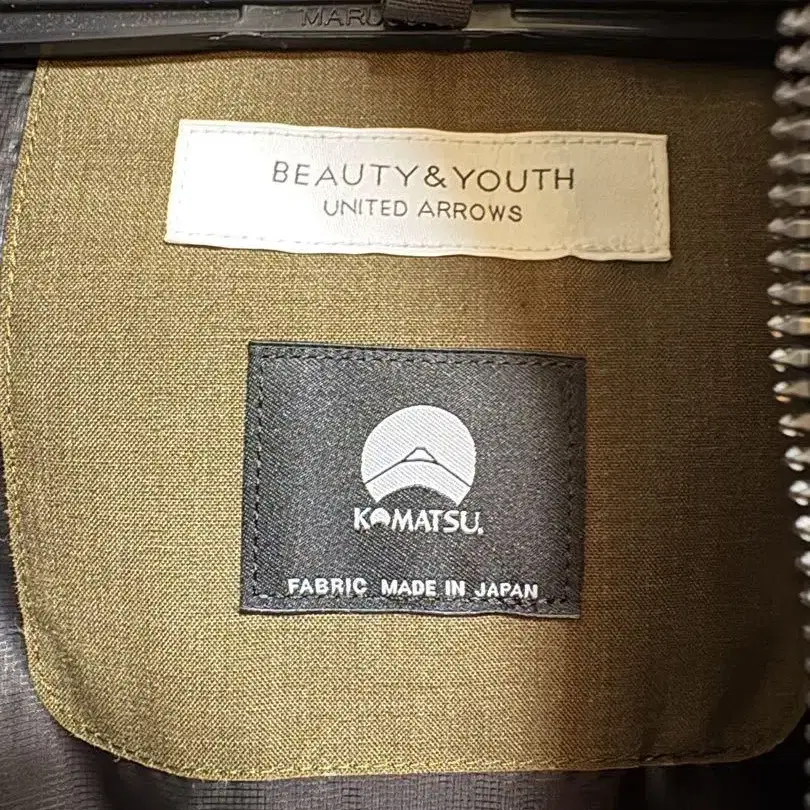 BEAUTY&YOUTH
UNITED ARROWS
KOMATSU.
FABRIC MADE IN JAPAN